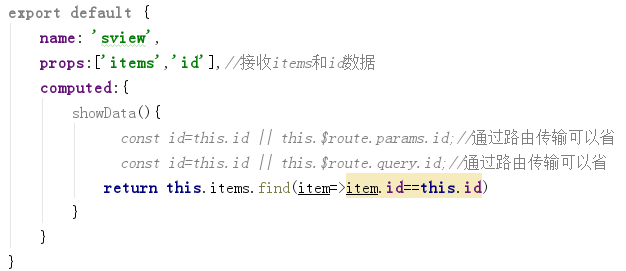 export default {
name: 'sview',
props:['items','id'],//接收items和id数据
computed:{
showData(){
const id=this.id || this.$route.params.id;//通过路由传输可以省
const id=this.id || this.$route.query.id;//通过路由传输可以省
return this.items.find(item=>item.id==this.id)
}
}
}